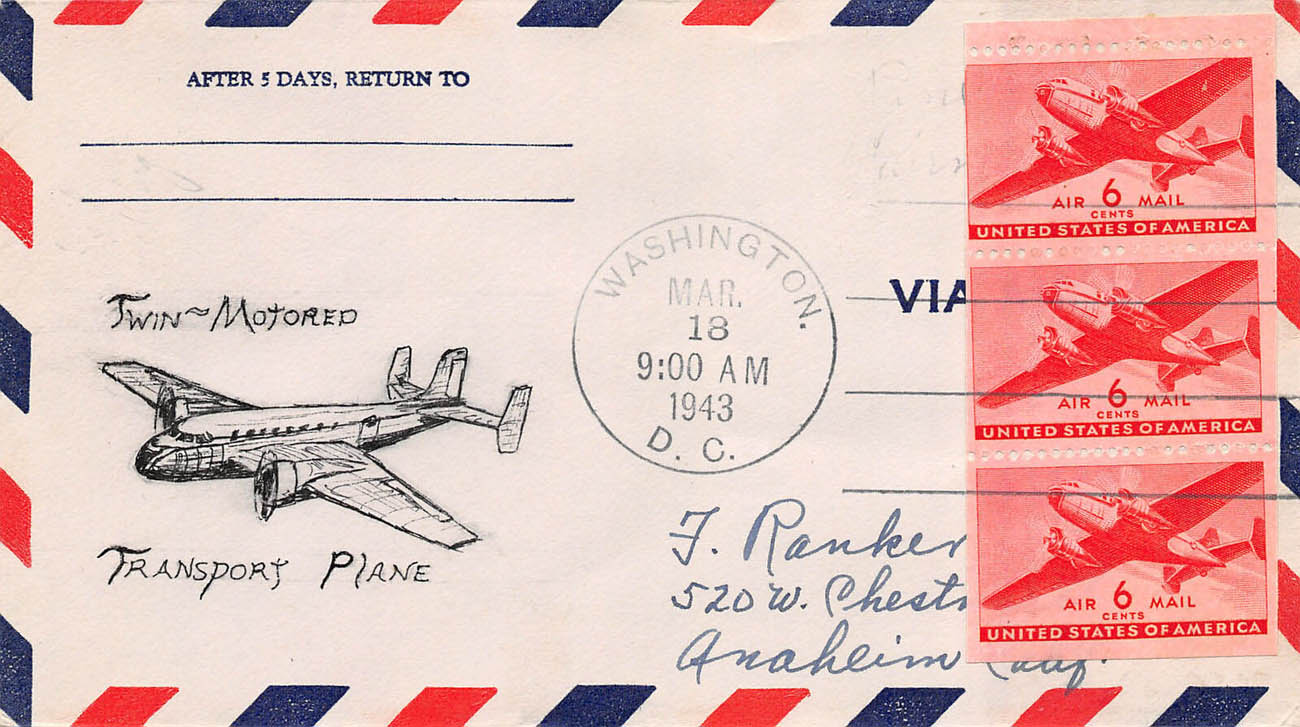 AFTER 5 DAYS, RETURN TO
WASHINGTON.
MAR.
18
9:00 AM
1943
D. C.
VIA
AIR 6 MAIL
CENTS
UNITED STATES OF AMERICA
AIR 6 MAIL
CENTS
UNITED STATES OF AMERICA
AIR 6 MAIL
CENTS
UNITED STATES OF AMERICA
TWIN~MOTORED
TRANSPORT PLANE
F. Ranker
520 W. Chest
Anaheim Calif.